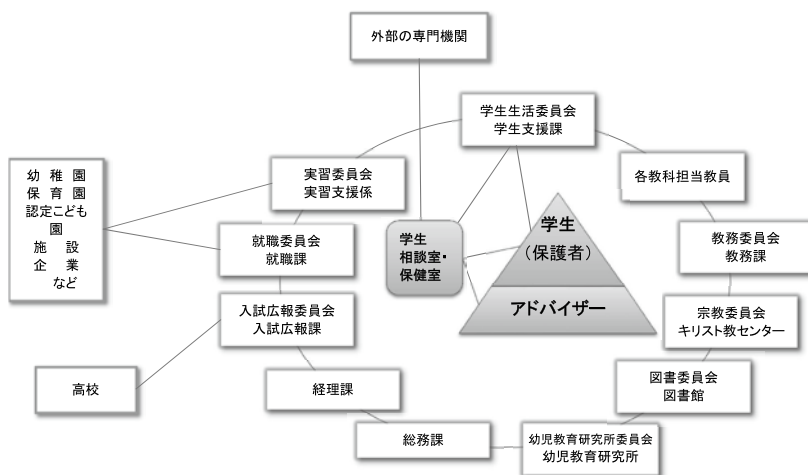 外部の専門機関
学生生活委員会
学生支援課
実習委員会
実習支援係
各教科担当教員
幼稚園
保育園
認定こども
園
施設
企業
など
就職委員会
就職課
学生
相談室・
保健室
学生
（保護者）
アドバイザー
教務委員会
教務課
入試広報委員会
入試広報課
宗教委員会
キリスト教センター
高校
経理課
図書委員会
図書館
総務課
幼児教育研究所委員会
幼児教育研究所